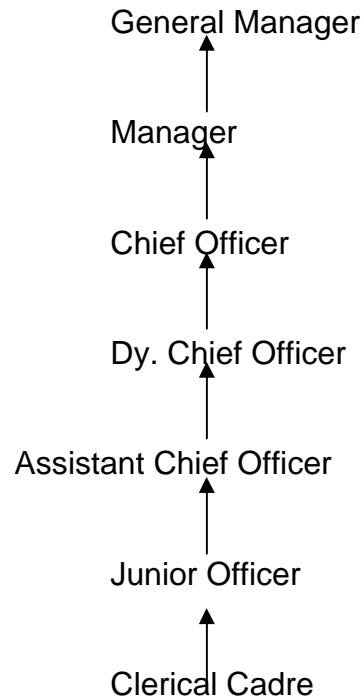 General Manager
Manager
Chief Officer
Dy. Chief Officer
Assistant Chief Officer
Junior Officer
Clerical Cadre